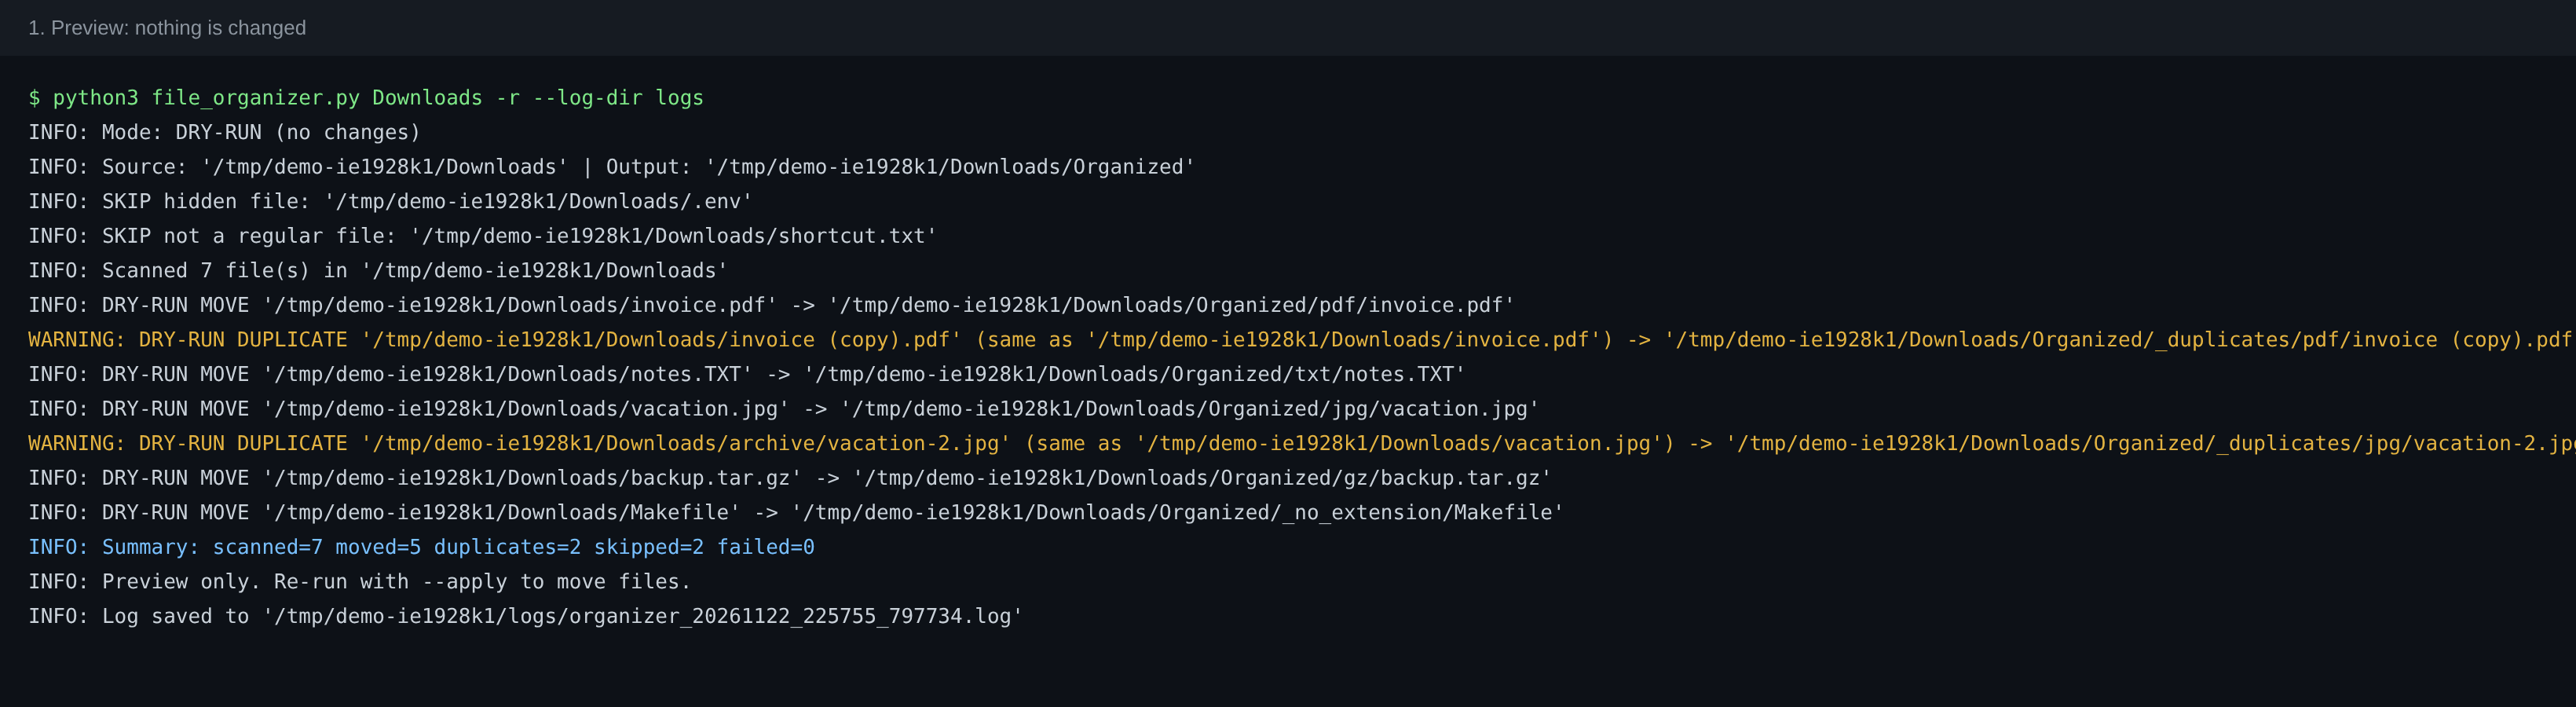 1. Preview: nothing is changed
$ python3 file_organizer.py Downloads -r --log-dir logs
INFO: Mode: DRY-RUN (no changes)
INFO: Source: '/tmp/demo-ie1928k1/Downloads' | Output: '/tmp/demo-ie1928k1/Downloads/Organized'
INFO: SKIP hidden file: '/tmp/demo-ie1928k1/Downloads/.env'
INFO: SKIP not a regular file: '/tmp/demo-ie1928k1/Downloads/shortcut.txt'
INFO: Scanned 7 file(s) in '/tmp/demo-ie1928k1/Downloads'
INFO: DRY-RUN MOVE '/tmp/demo-ie1928k1/Downloads/invoice.pdf' -> '/tmp/demo-ie1928k1/Downloads/Organized/pdf/invoice.pdf'
WARNING: DRY-RUN DUPLICATE '/tmp/demo-ie1928k1/Downloads/invoice (copy).pdf' (same as '/tmp/demo-ie1928k1/Downloads/invoice.pdf') -> '/tmp/demo-ie1928k1/Downloads/Organized/_duplicates/pdf/invoice (copy).pdf
INFO: DRY-RUN MOVE '/tmp/demo-ie1928k1/Downloads/notes.TXT' -> '/tmp/demo-ie1928k1/Downloads/Organized/txt/notes.TXT'
INFO: DRY-RUN MOVE '/tmp/demo-ie1928k1/Downloads/vacation.jpg' -> '/tmp/demo-ie1928k1/Downloads/Organized/jpg/vacation.jpg'
WARNING: DRY-RUN DUPLICATE '/tmp/demo-ie1928k1/Downloads/archive/vacation-2.jpg' (same as '/tmp/demo-ie1928k1/Downloads/vacation.jpg') -> '/tmp/demo-ie1928k1/Downloads/Organized/_duplicates/jpg/vacation-2.jpg
INFO: DRY-RUN MOVE '/tmp/demo-ie1928k1/Downloads/backup.tar.gz' -> '/tmp/demo-ie1928k1/Downloads/Organized/gz/backup.tar.gz'
INFO: DRY-RUN MOVE '/tmp/demo-ie1928k1/Downloads/Makefile' -> '/tmp/demo-ie1928k1/Downloads/Organized/_no_extension/Makefile'
INFO: Summary: scanned=7 moved=5 duplicates=2 skipped=2 failed=0
INFO: Preview only. Re-run with --apply to move files.
INFO: Log saved to '/tmp/demo-ie1928k1/logs/organizer_20261122_225755_797734.log'